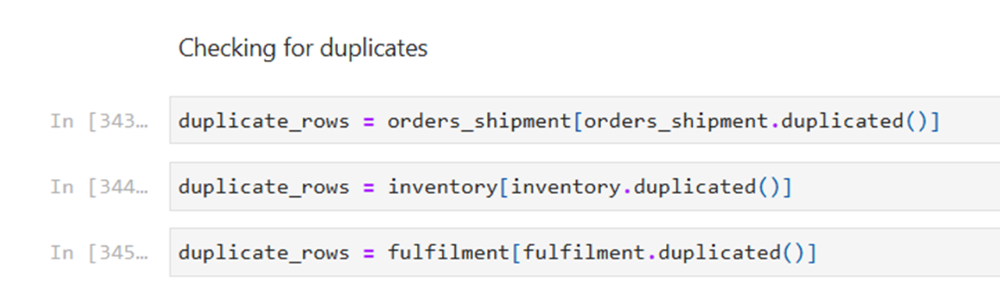 Checking for duplicates
In [343… duplicate_rows = orders_shipment[orders_shipment.duplicated()]
In [344… duplicate_rows = inventory[inventory.duplicated()]
In [345… duplicate_rows = fulfilment[fulfilment.duplicated()]